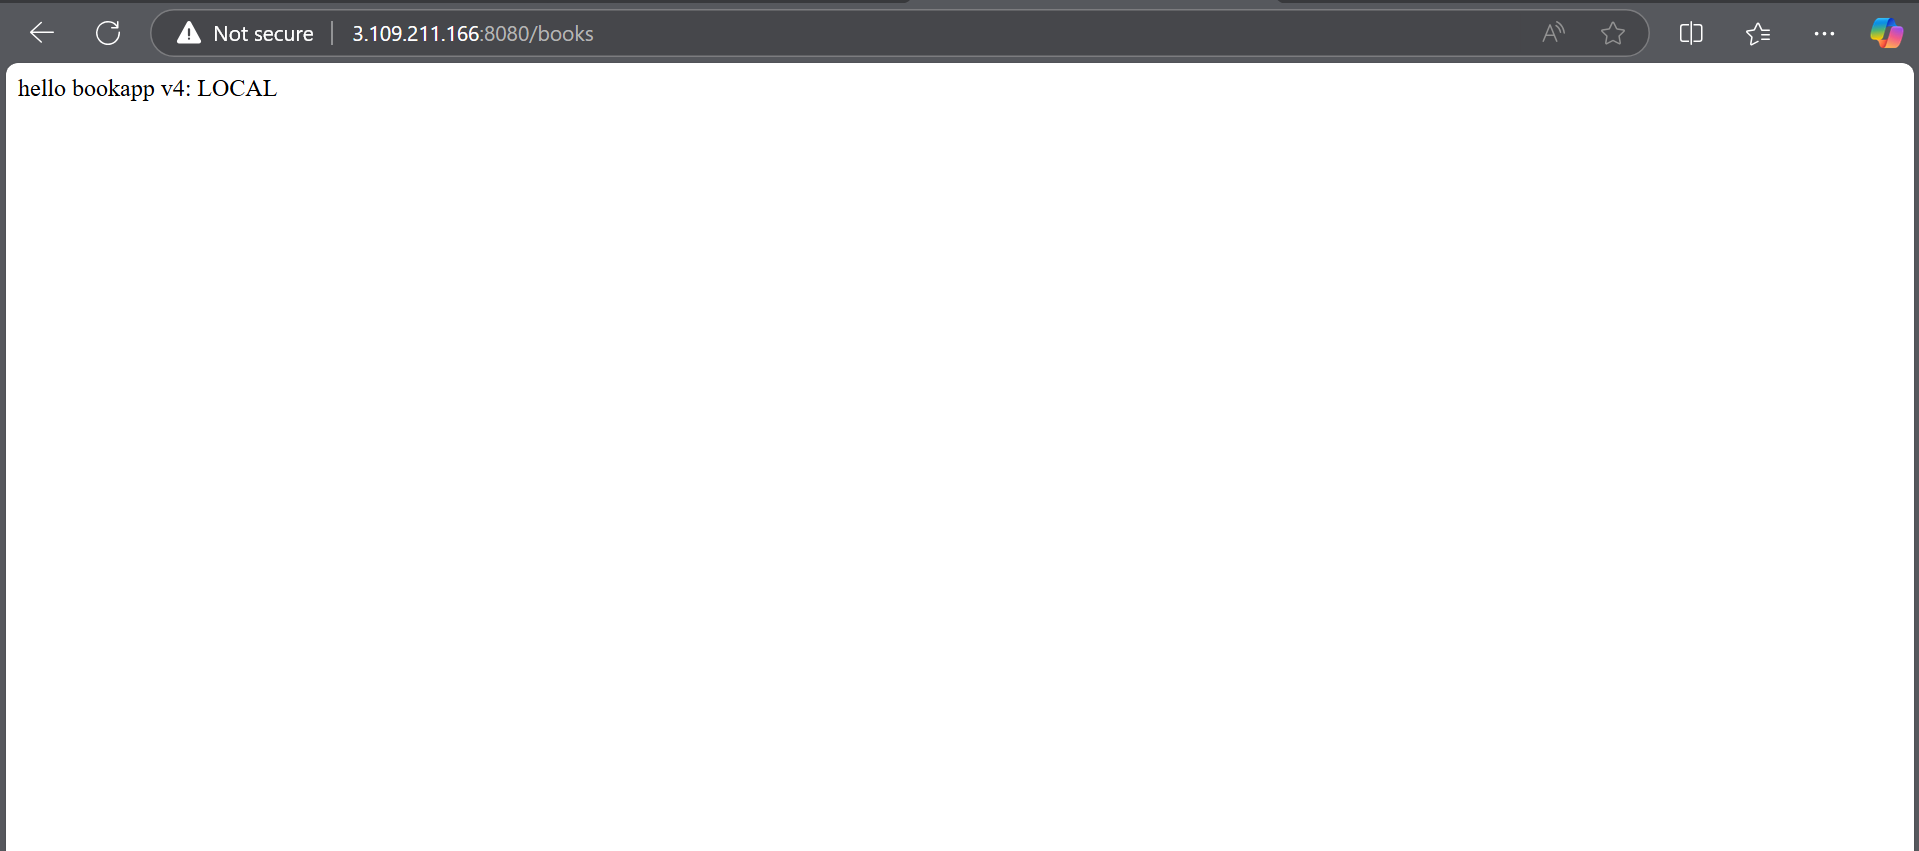 Not secure 3.109.211.166:8080/books
hello bookapp v4: LOCAL